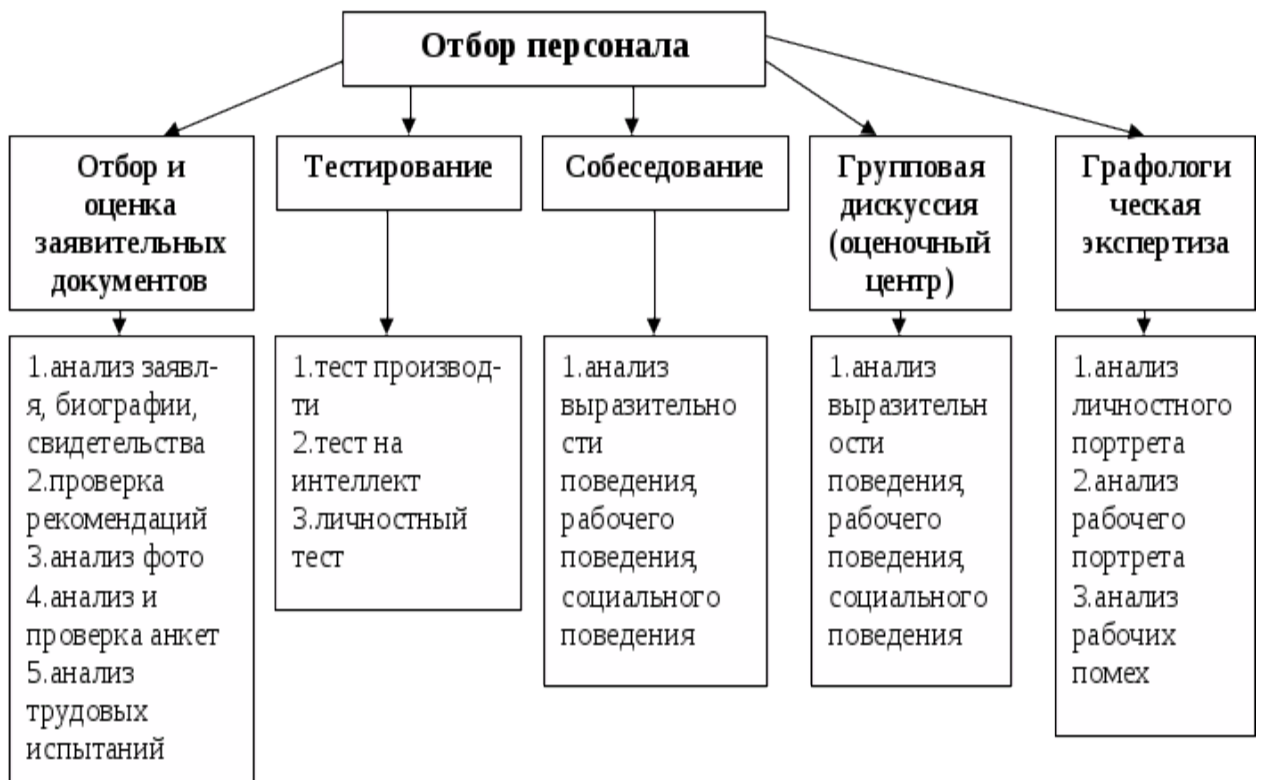 Отбор персонала
Отбор и
оценка
заявительных
документов
Тестирование
Собеседование
Групповая
дискуссия
(оценочный
центр)
Графологи
ческая
экспертиза
1.анализ заявл-
я, биографии,
свидетельства
2.проверка
рекомендаций
3.анализ фото
4.анализ и
проверка анкет
5.анализ
трудовых
испытаний
1.тест производ-
ти
2.тест на
интеллект
3.личностный
тест
1.анализ
выразительно
сти
поведения,
рабочего
поведения,
социального
поведения
1.анализ
выразительн
ости
поведения,
рабочего
поведения,
социального
поведения
1.анализ
личностного
портрета
2.анализ
рабочего
портрета
3.анализ
рабочих
помех